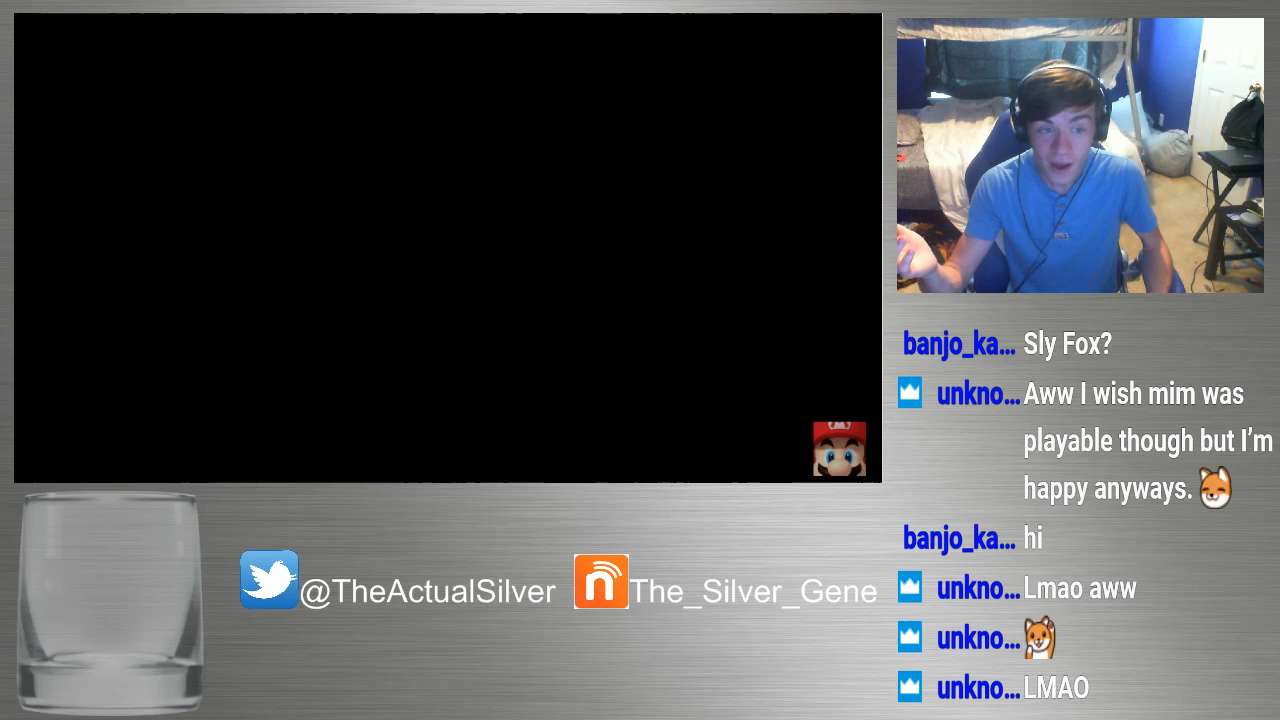 banjo_ka... Sly Fox?
unkno... Aww I wish mim was
playable though but I'm
happy anyways.
banjo_ka... hi
unkno... Lmao aww
unkno...
unkno... LMAO
@TheActualSilver
The_Silver_Gene